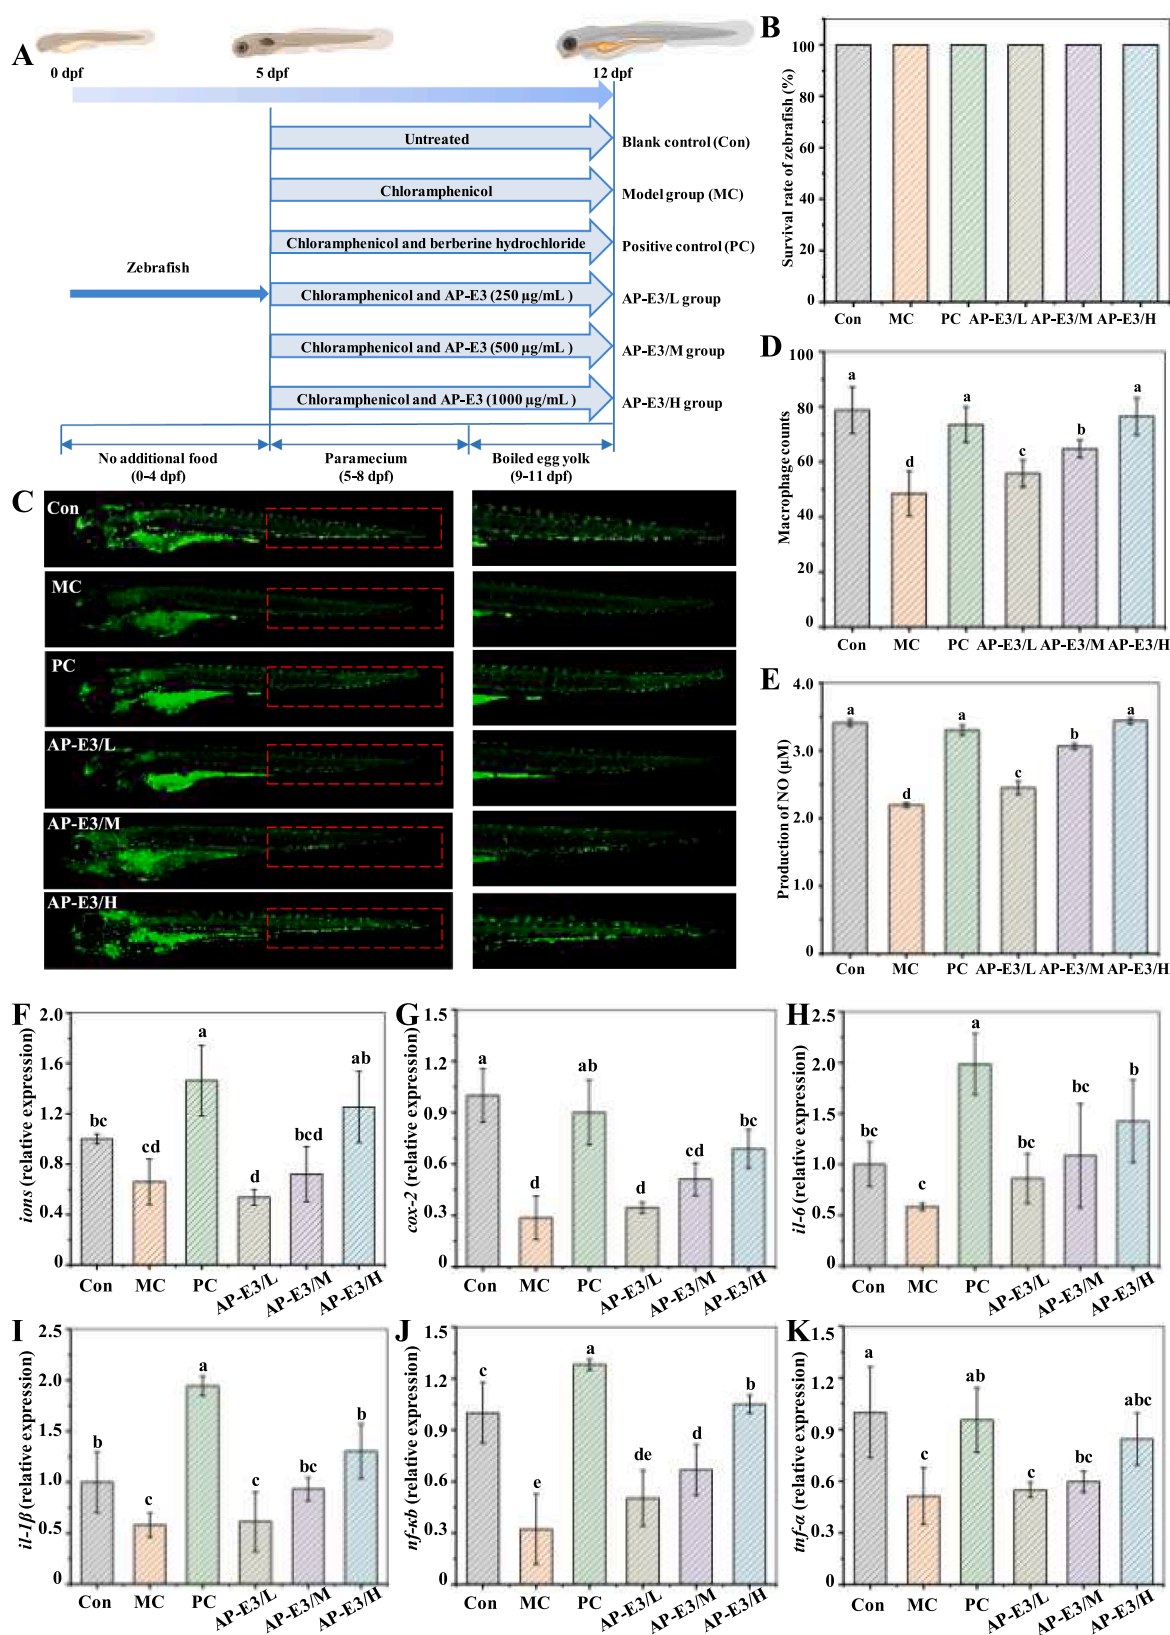 A
0 dpf
5 dpf
12 dpf
Untreated
Blank control (Con)
Chloramphenicol
Model group (MC)
Chloramphenicol and berberine hydrochloride
Positive control (PC)
Zebrafish
Chloramphenicol and AP-E3 (250 μg/mL)
AP-E3/L group
Chloramphenicol and AP-E3 (500 μg/mL)
AP-E3/M group
Chloramphenicol and AP-E3 (1000 μg/mL)
AP-E3/H group
No additional food
(0-4 dpf)
Paramecium
(5-8 dpf)
Boiled egg yolk
(9-11 dpf)
B
Survival rate of zebrafish (%)
100
80
60
40
20
0
Con MC PC AP-E3/L AP-E3/M AP-E3/H
C
Con
MC
PC
AP-E3/L
AP-E3/M
AP-E3/H
D
Macrophage counts
100
80
60
40
20
0
a d a c b a
Con MC PC AP-E3/L AP-E3/M AP-E3/H
E
Production of NO (μM)
4.0
3.0
2.0
1.0
0
a d a c b a
Con MC PC AP-E3/L AP-E3/M AP-E3/H
F
ions (relative expression)
2.0
1.6
1.2
0.8
0.4
0
bc cd a d bcd ab
Con MC PC AP-E3/L AP-E3/M AP-E3/H
G
cox-2 (relative expression)
1.5
1.2
0.9
0.6
0.3
0
a d ab d cd bc
Con MC PC AP-E3/L AP-E3/M AP-E3/H
H
il-6 (relative expression)
2.5
2.0
1.5
1.0
0.5
0
bc c a bc bc b
Con MC PC AP-E3/L AP-E3/M AP-E3/H
I
il-1β (relative expression)
2.5
2.0
1.5
1.0
0.5
0
b c a c bc b
Con MC PC AP-E3/L AP-E3/M AP-E3/H
J
nf-κb (relative expression)
1.5
1.2
0.9
0.6
0.3
0
c e a de d b
Con MC PC AP-E3/L AP-E3/M AP-E3/H
K
tnf-α (relative expression)
1.5
1.2
0.9
0.6
0.3
0
a c ab c bc abc
Con MC PC AP-E3/L AP-E3/M AP-E3/H